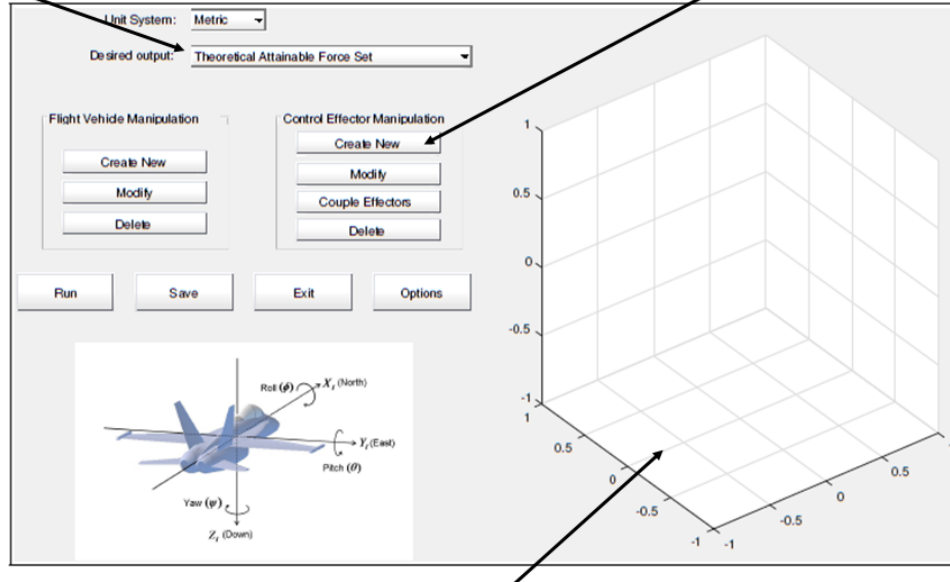 Unit System: Metric
Desired output: Theoretical Attainable Force Set
Flight Vehicle Manipulation
Create New
Modify
Delete
Control Effector Manipulation
Create New
Modify
Couple Effectors
Delete
Run Save Exit Options
Roll (ϕ) X_I (North)
Y_I (East)
Pitch (θ)
Yaw (ψ)
Z_I (Down)
1
0.5
0
-0.5
-1
1
0.5
0
-0.5
-1
-1
-0.5
0
0.5